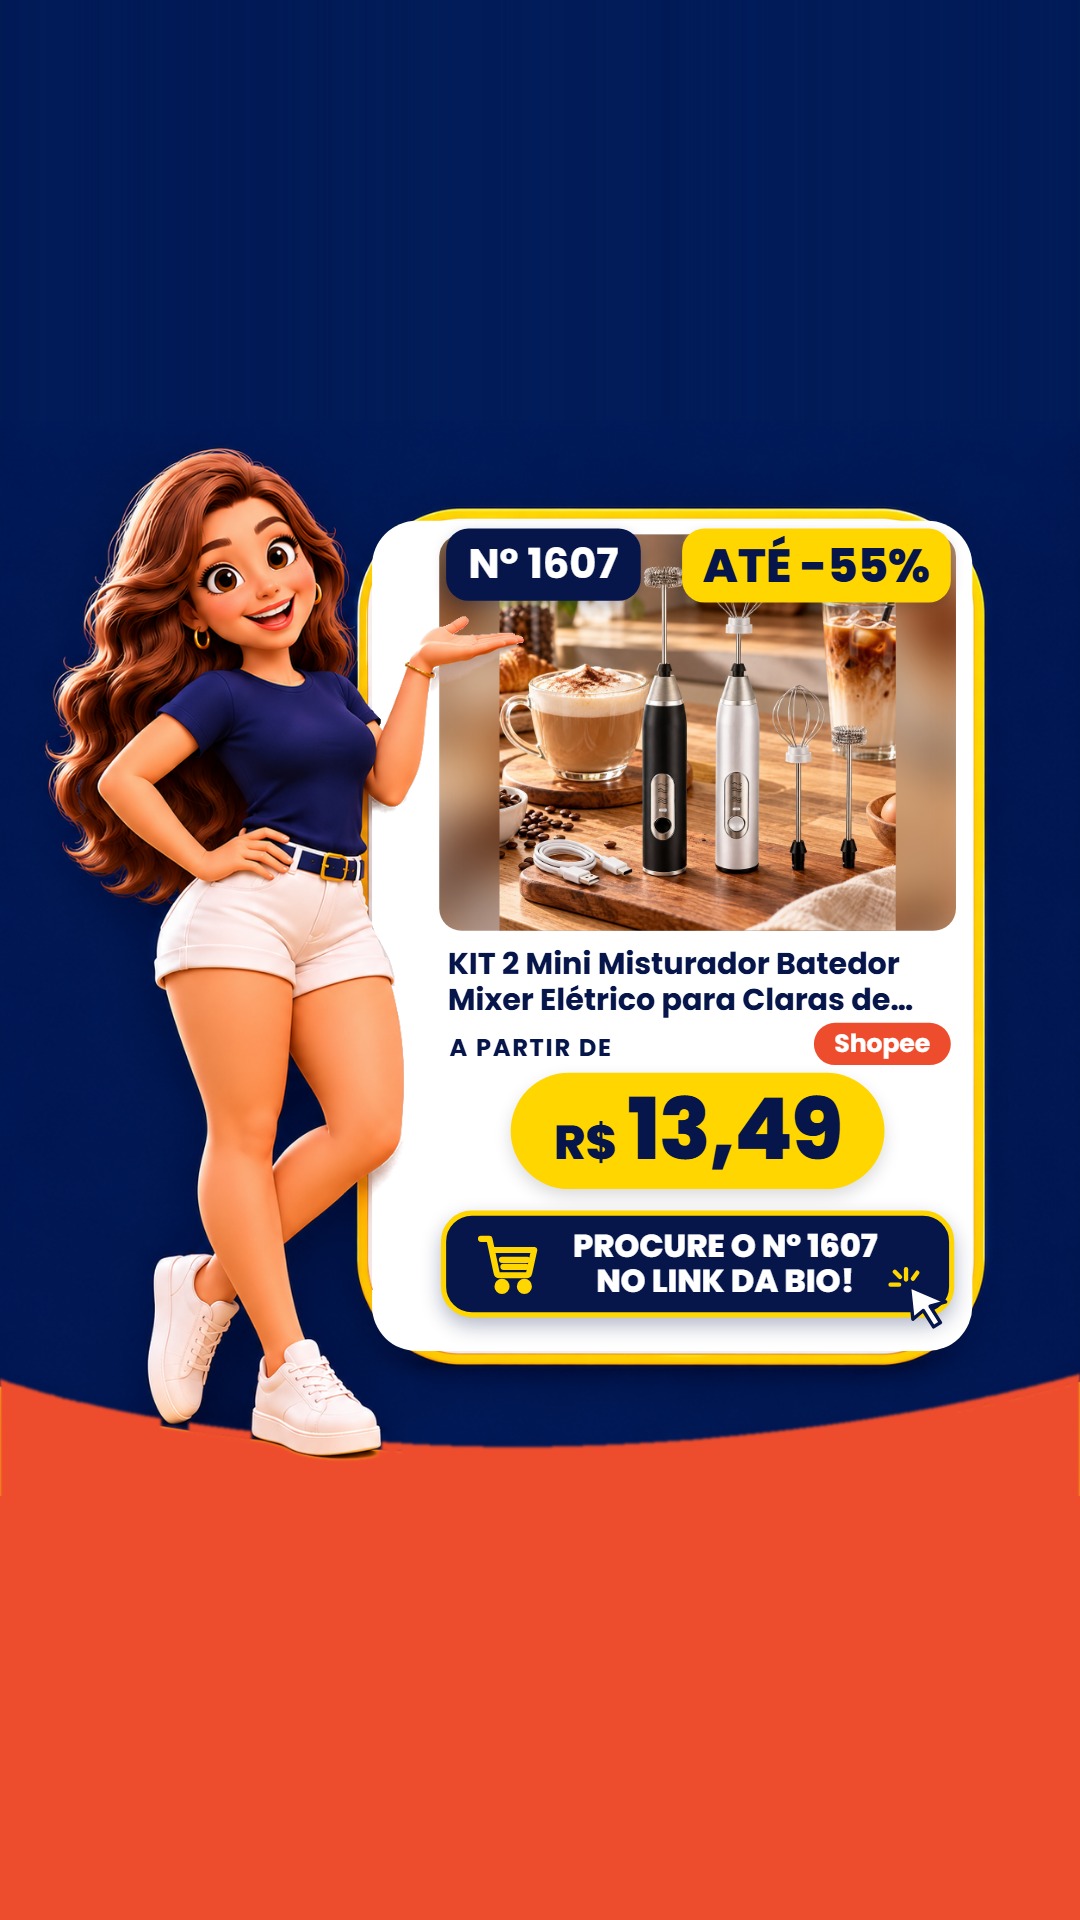 Nº 1607
ATÉ -55%
KIT 2 Mini Misturador Batedor
Mixer Elétrico para Claras de...
A PARTIR DE
Shopee
R$ 13,49
PROCURE O Nº 1607
NO LINK DA BIO!